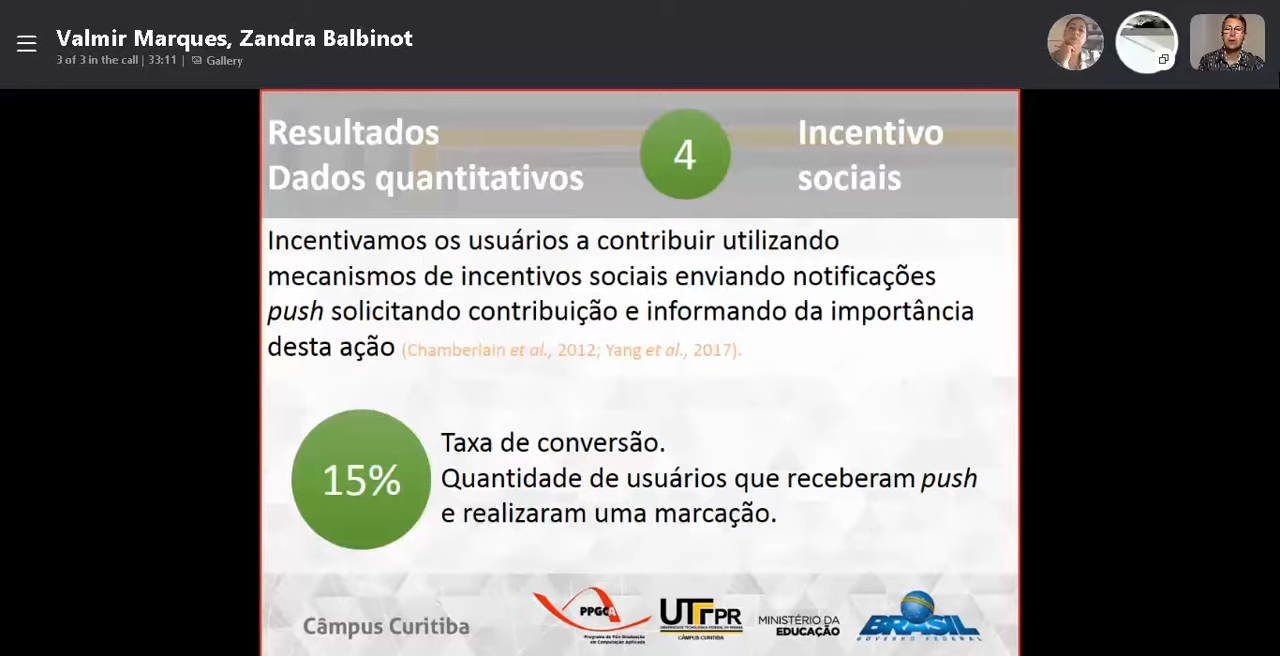 Valmir Marques, Zandra Balbinot
3 of 3 in the call | 33:11 | Gallery
Resultados
Dados quantitativos
4
Incentivo
sociais
Incentivamos os usuários a contribuir utilizando
mecanismos de incentivos sociais enviando notificações
push solicitando contribuição e informando da importância
desta ação (Chamberlain et al., 2012; Yang et al., 2017).
15%
Taxa de conversão.
Quantidade de usuários que receberam push
e realizaram uma marcação.
Câmpus Curitiba
PPGCA
Programa de Pós-Graduação
em Computação Aplicada
UTFPR
UNIVERSIDADE TECNOLÓGICA FEDERAL DO PARANÁ
CÂMPUS CURITIBA
MINISTÉRIO DA
EDUCAÇÃO
BRASIL
GOVERNO FEDERAL